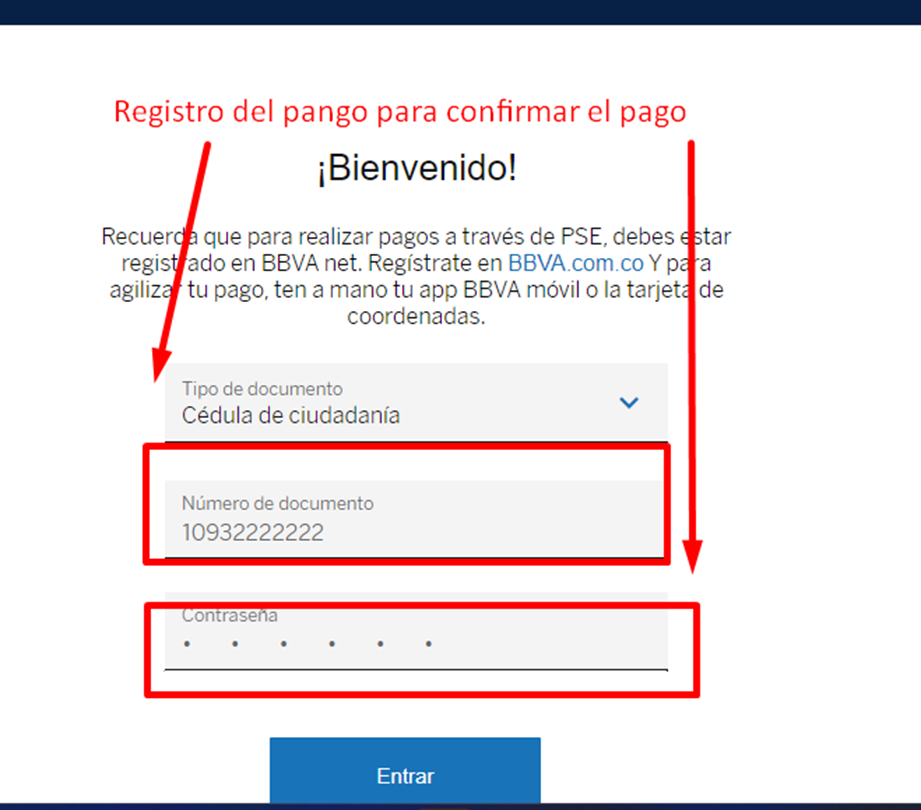 Registro del pango para confirmar el pago
¡Bienvenido!
Recuerda que para realizar pagos a través de PSE, debes estar
registrado en BBVA net. Regístrate en BBVA.com.co Y para
agilizar tu pago, ten a mano tu app BBVA móvil o la tarjeta de
coordenadas.
Tipo de documento
Cédula de ciudadanía
Número de documento
10932222222
Contraseña
Entrar